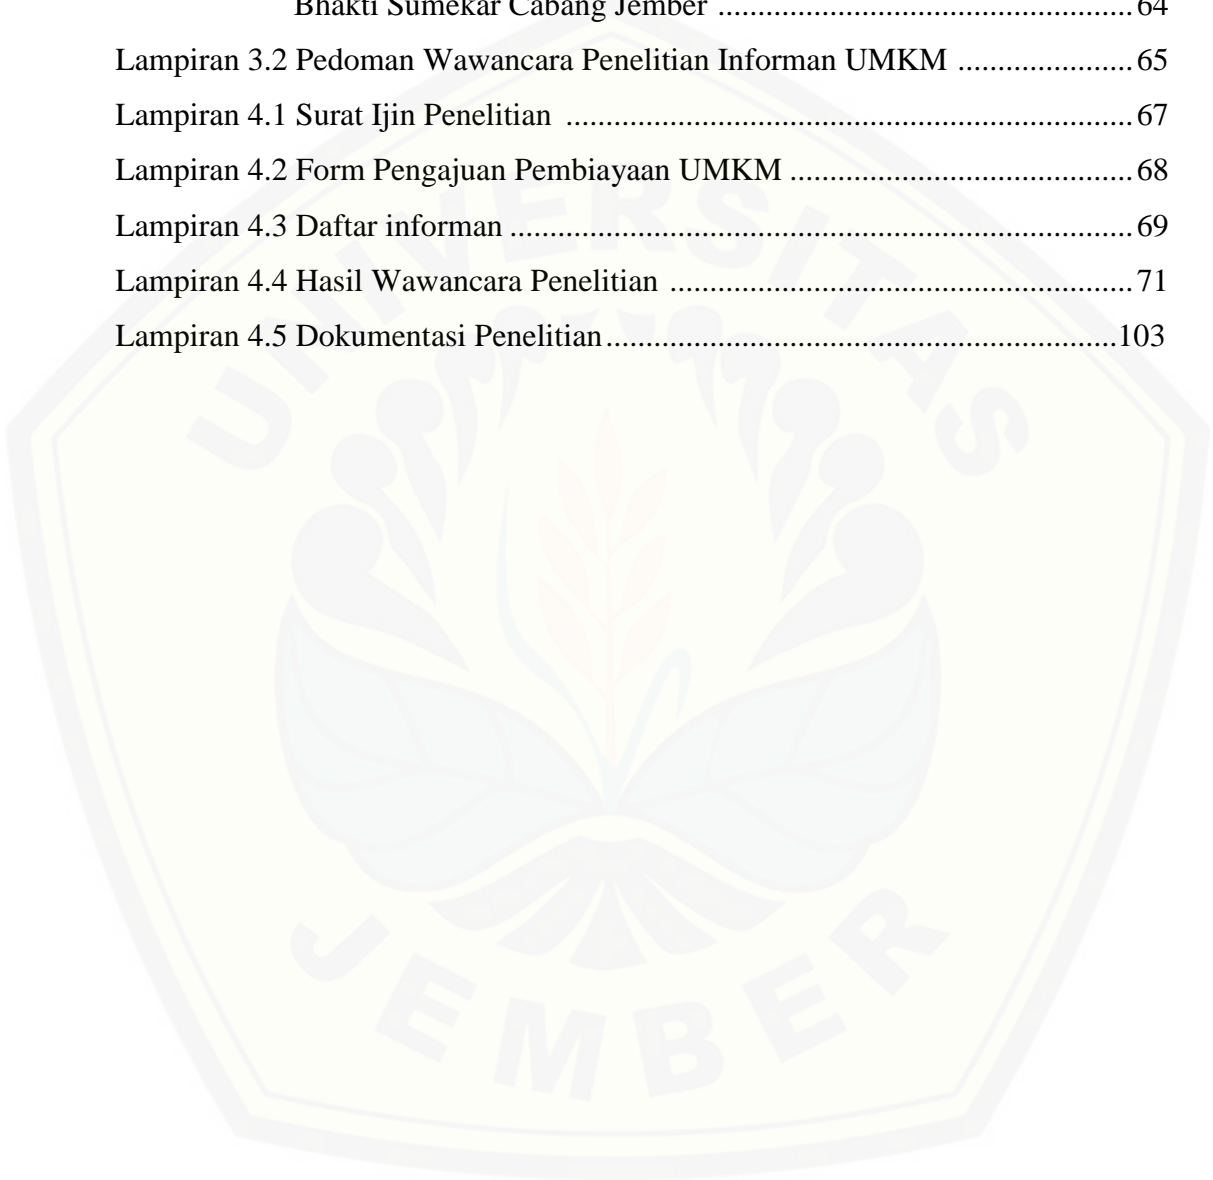 Bhakti Sumekar Cabang Jember .....................................................64
Lampiran 3.2 Pedoman Wawancara Penelitian Informan UMKM ......................65
Lampiran 4.1 Surat Ijin Penelitian ........................................................................67
Lampiran 4.2 Form Pengajuan Pembiayaan UMKM ...........................................68
Lampiran 4.3 Daftar informan ...............................................................................69
Lampiran 4.4 Hasil Wawancara Penelitian ...........................................................71
Lampiran 4.5 Dokumentasi Penelitian.................................................................103
UNIVERSITAS
JEMBER